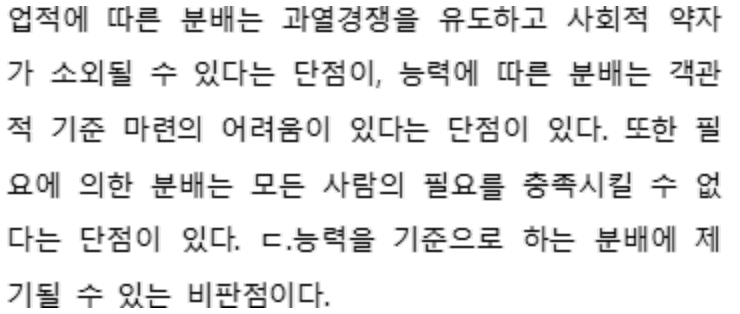 업적에 따른 분배는 과열경쟁을 유도하고 사회적 약자
가 소외될 수 있다는 단점이, 능력에 따른 분배는 객관
적 기준 마련의 어려움이 있다는 단점이 있다. 또한 필
요에 의한 분배는 모든 사람의 필요를 충족시킬 수 없
다는 단점이 있다. ㄷ.능력을 기준으로 하는 분배에 제
기될 수 있는 비판점이다.